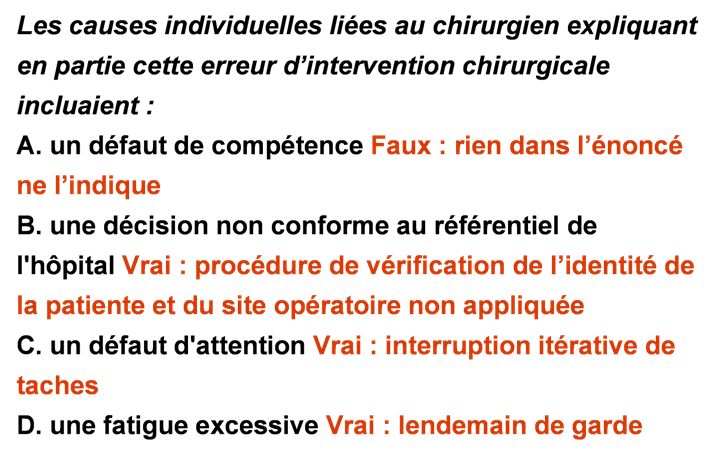 Les causes individuelles liées au chirurgien expliquant
en partie cette erreur d’intervention chirurgicale
incluaient :
A. un défaut de compétence Faux : rien dans l’énoncé
ne l’indique
B. une décision non conforme au référentiel de
l'hôpital Vrai : procédure de vérification de l’identité de
la patiente et du site opératoire non appliquée
C. un défaut d'attention Vrai : interruption itérative de
taches
D. une fatigue excessive Vrai : lendemain de garde